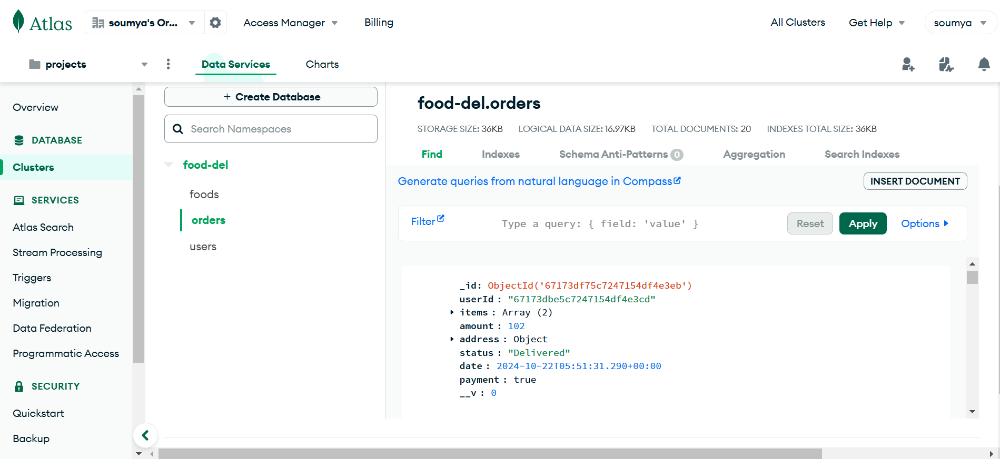 Atlas
soumya's Or...
Access Manager
Billing
All Clusters
Get Help
soumya
projects
Data Services
Charts
Overview
DATABASE
Clusters
SERVICES
Atlas Search
Stream Processing
Triggers
Migration
Data Federation
Programmatic Access
SECURITY
Quickstart
Backup
+ Create Database
Search Namespaces
food-del
foods
orders
users
food-del.orders
STORAGE SIZE: 36KB LOGICAL DATA SIZE: 16.97KB TOTAL DOCUMENTS: 20 INDEXES TOTAL SIZE: 36KB
Find Indexes Schema Anti-Patterns 0 Aggregation Search Indexes
Generate queries from natural language in Compass
INSERT DOCUMENT
Filter
Type a query: { field: 'value' }
Reset
Apply
Options
_id: ObjectId('67173df75c7247154df4e3eb')
userId : "67173dbe5c7247154df4e3cd"
items : Array (2)
amount : 102
address : Object
status : "Delivered"
date : 2024-10-22T05:51:31.290+00:00
payment : true
__v : 0